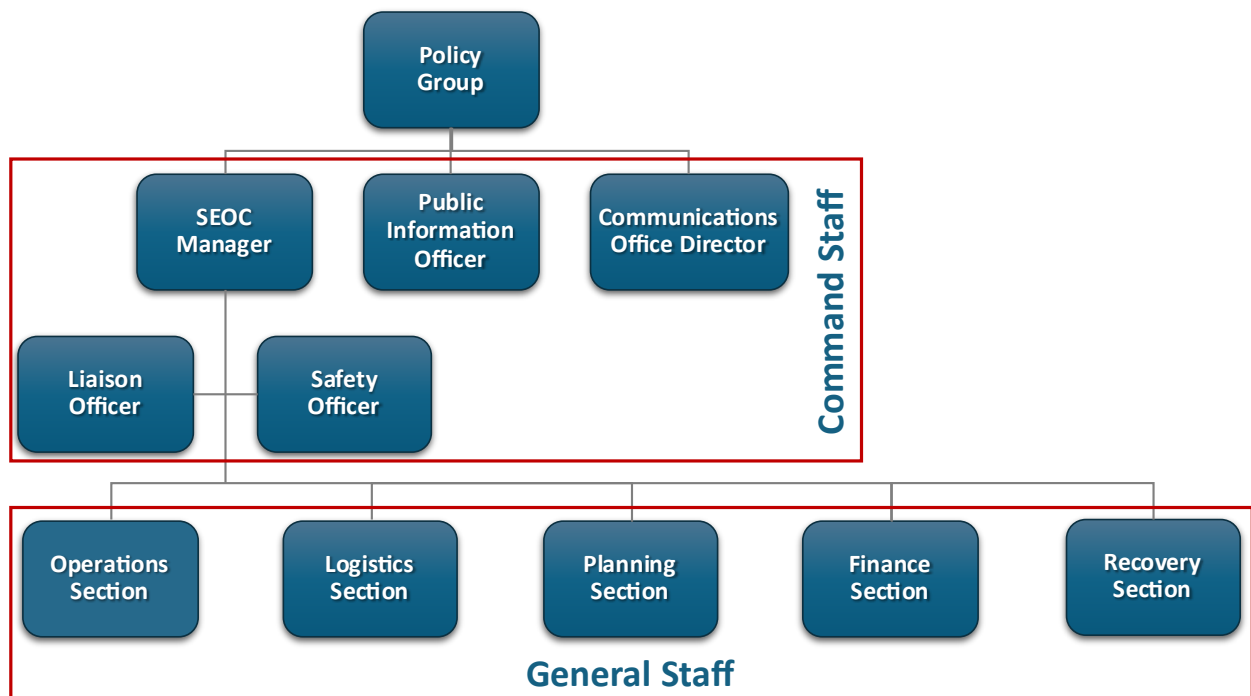 Policy
Group
SEOC
Manager
Public
Information
Officer
Communications
Office Director
Command Staff
Liaison
Officer
Safety
Officer
Operations
Section
Logistics
Section
Planning
Section
Finance
Section
Recovery
Section
General Staff